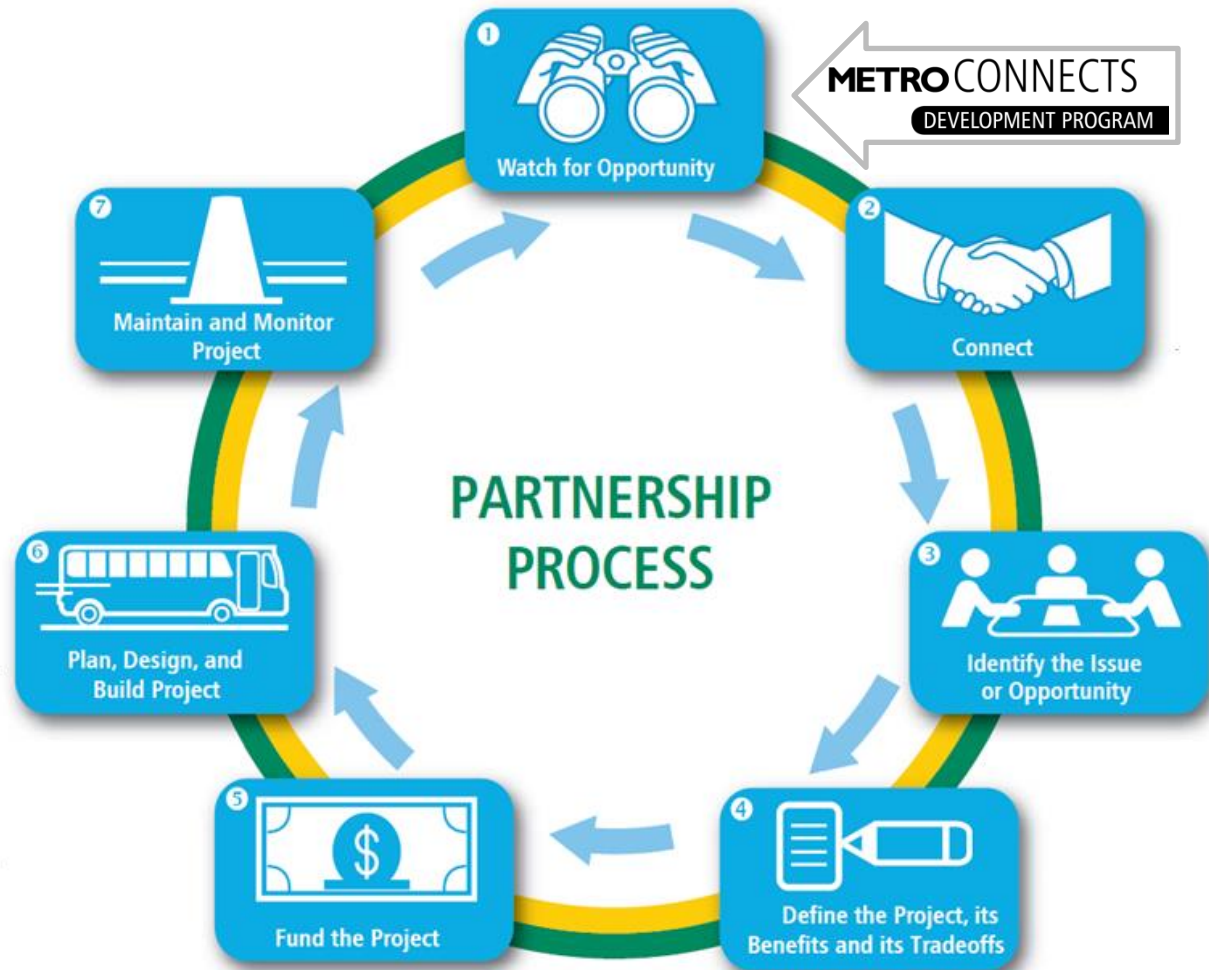 1
Watch for Opportunity
METRO CONNECTS
DEVELOPMENT PROGRAM
2
Connect
3
Identify the Issue
or Opportunity
4
Define the Project, its
Benefits and its Tradeoffs
5
$
Fund the Project
6
Plan, Design, and
Build Project
7
Maintain and Monitor
Project
PARTNERSHIP
PROCESS